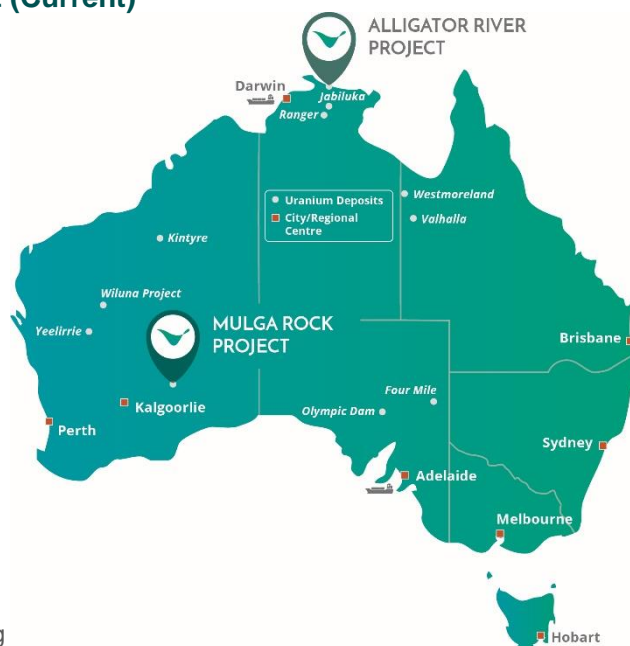 (Current)
ALLIGATOR RIVER
PROJECT
Darwin
Jabiluka
Ranger
Uranium Deposits
City/Regional
Centre
Westmoreland
Valhalla
Kintyre
Wiluna Project
Yeelirrie
MULGA ROCK
PROJECT
Brisbane
Four Mile
Olympic Dam
Kalgoorlie
Perth
Sydney
Adelaide
Melbourne
Hobart